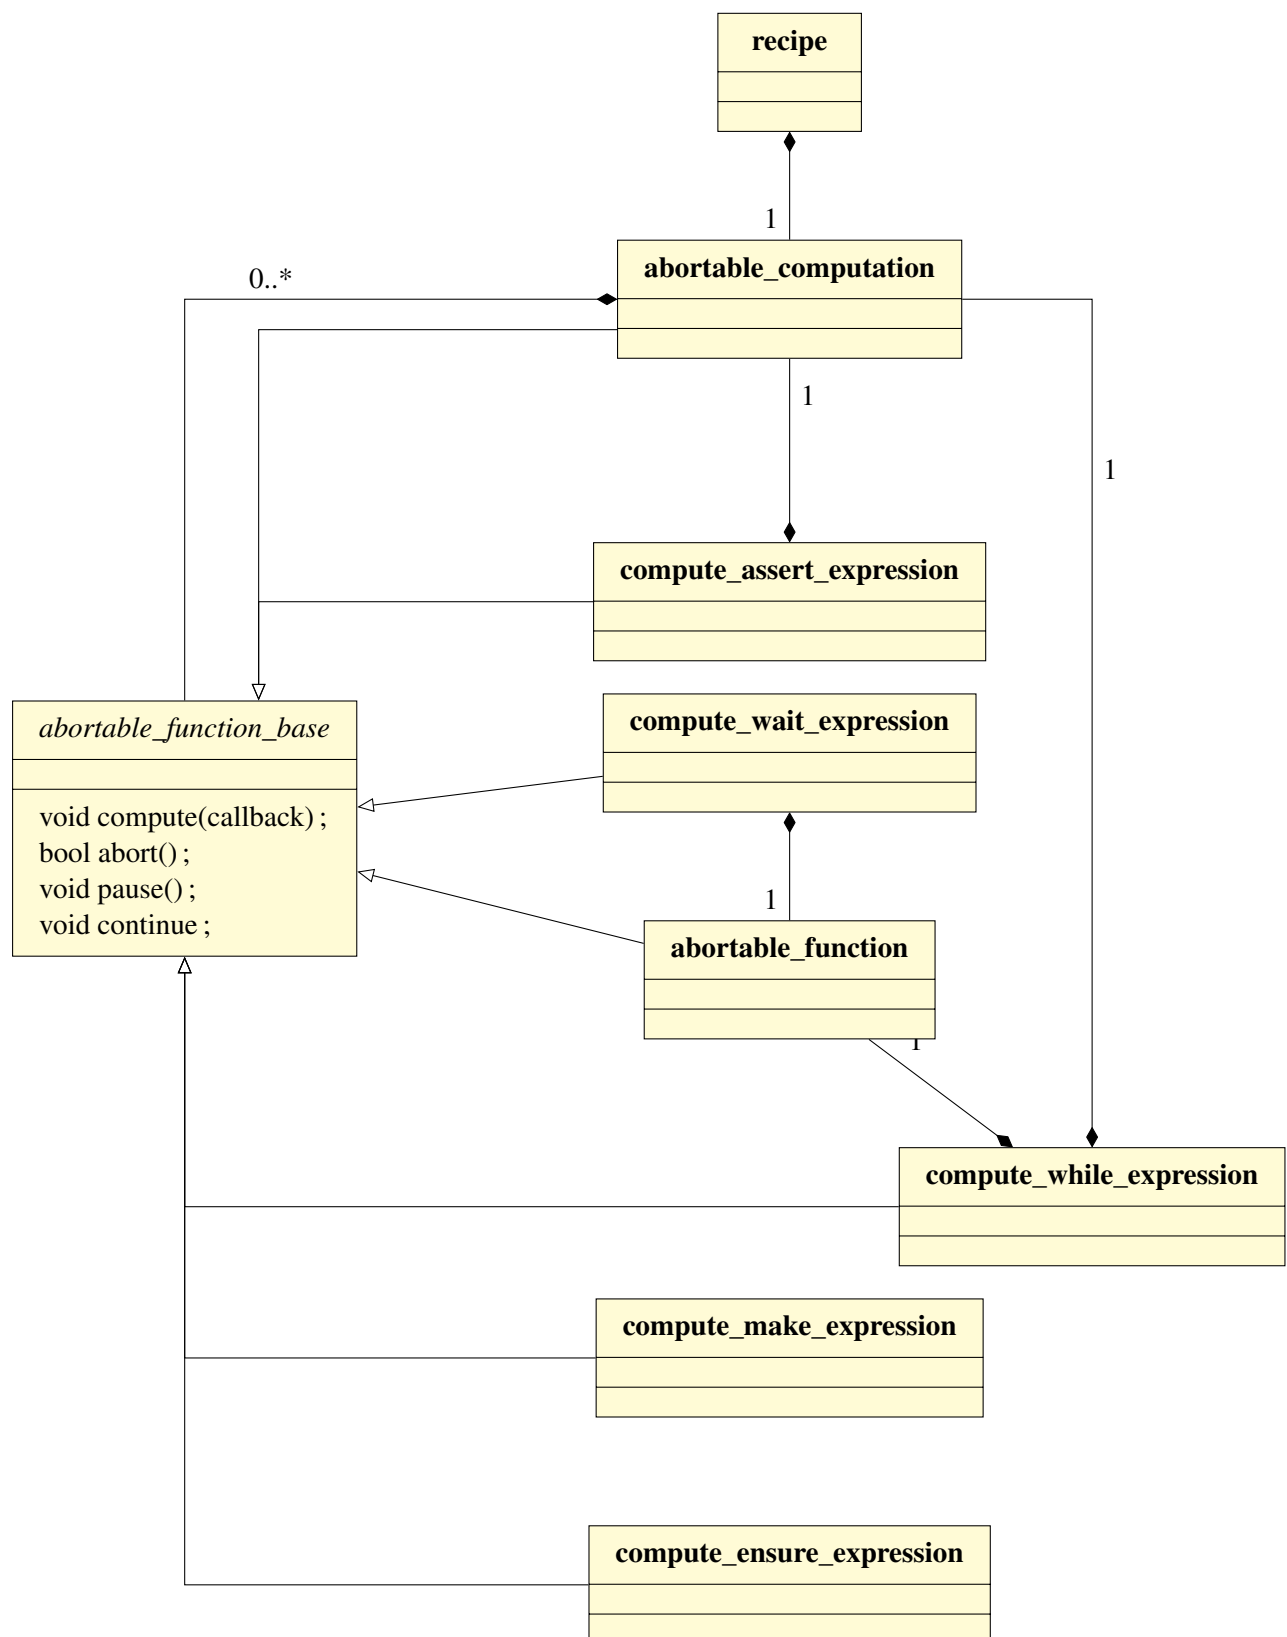 recipe
1
abortable_computation
0..*
1
1
compute_assert_expression
compute_wait_expression
abortable_function_base
void compute(callback) ;
bool abort() ;
void pause() ;
void continue ;
1
abortable_function
1
compute_while_expression
compute_make_expression
compute_ensure_expression